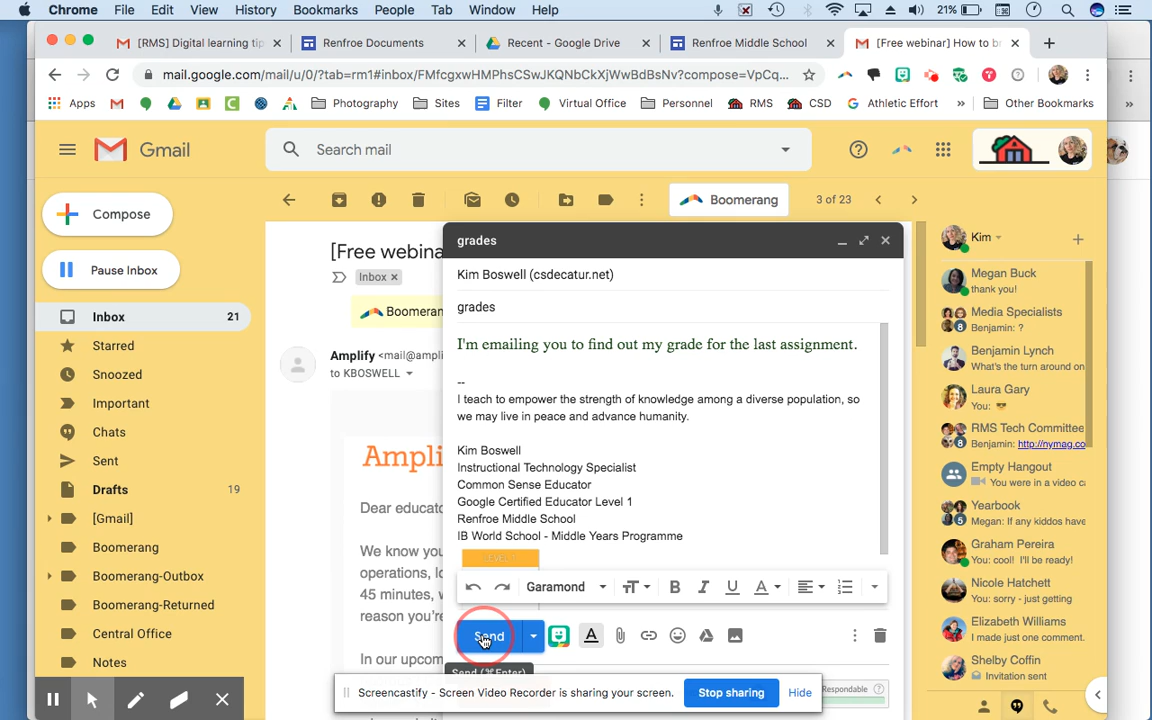 Chrome File Edit View History Bookmarks People Tab Window Help 21%
[RMS] Digital learning tip
Renfroe Documents
Recent - Google Drive
Renfroe Middle School
[Free webinar] How to br
mail.google.com/mail/u/0/?tab=rm1#inbox/FMfcgxwHMPhsCSwJKQNbCkXjWwBdBsNv?compose=VpCq...
Apps Photography Sites Filter Virtual Office Personnel RMS CSD Athletic Effort » Other Bookmarks »
Gmail
Search mail
Compose
Pause Inbox
Inbox 21
Starred
Snoozed
Important
Chats
Sent
Drafts 19
[Gmail]
Boomerang
Boomerang-Outbox
Boomerang-Returned
Central Office
Notes
Boomerang
3 of 23
[Free webina
Inbox
Boomeran
Amplify <mail@ampli
to KBOSWELL
Amplif
Dear educato
We know you
operations, lo
45 minutes, w
reason you're
In our upcom
grades
Kim Boswell (csdecatur.net)
grades
I'm emailing you to find out my grade for the last assignment.
--
I teach to empower the strength of knowledge among a diverse population, so
we may live in peace and advance humanity.
Kim Boswell
Instructional Technology Specialist
Common Sense Educator
Google Certified Educator Level 1
Renfroe Middle School
IB World School - Middle Years Programme
Garamond
Send
Send (⌘Enter)
Screencastify - Screen Video Recorder is sharing your screen.
Stop sharing
Hide
Respondable
Kim
Megan Buck
thank you!
Media Specialists
8 Benjamin: ?
Benjamin Lynch
What's the turn around on
Laura Gary
You: 😎
RMS Tech Committee
8 Benjamin: http://nymag.co
Empty Hangout
You were in a video ca
Yearbook
5 Megan: If any kiddos have
Graham Pereira
You: cool! I'll be ready!
Nicole Hatchett
You: sorry - just getting
Elizabeth Williams
I made just one comment.
Shelby Coffin
Invitation sent